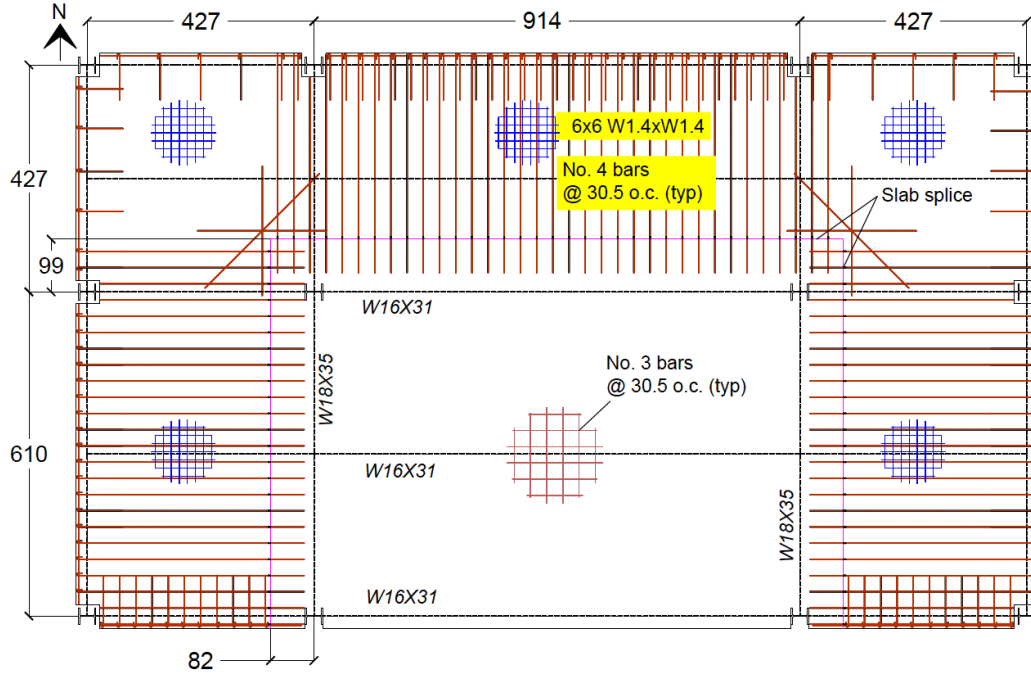 N
427
914
427
6x6 W1.4xW1.4
No. 4 bars
@ 30.5 o.c. (typ)
427
Slab splice
99
W16X31
W18X35
No. 3 bars
@ 30.5 o.c. (typ)
610
W16X31
W18X35
W16X31
82